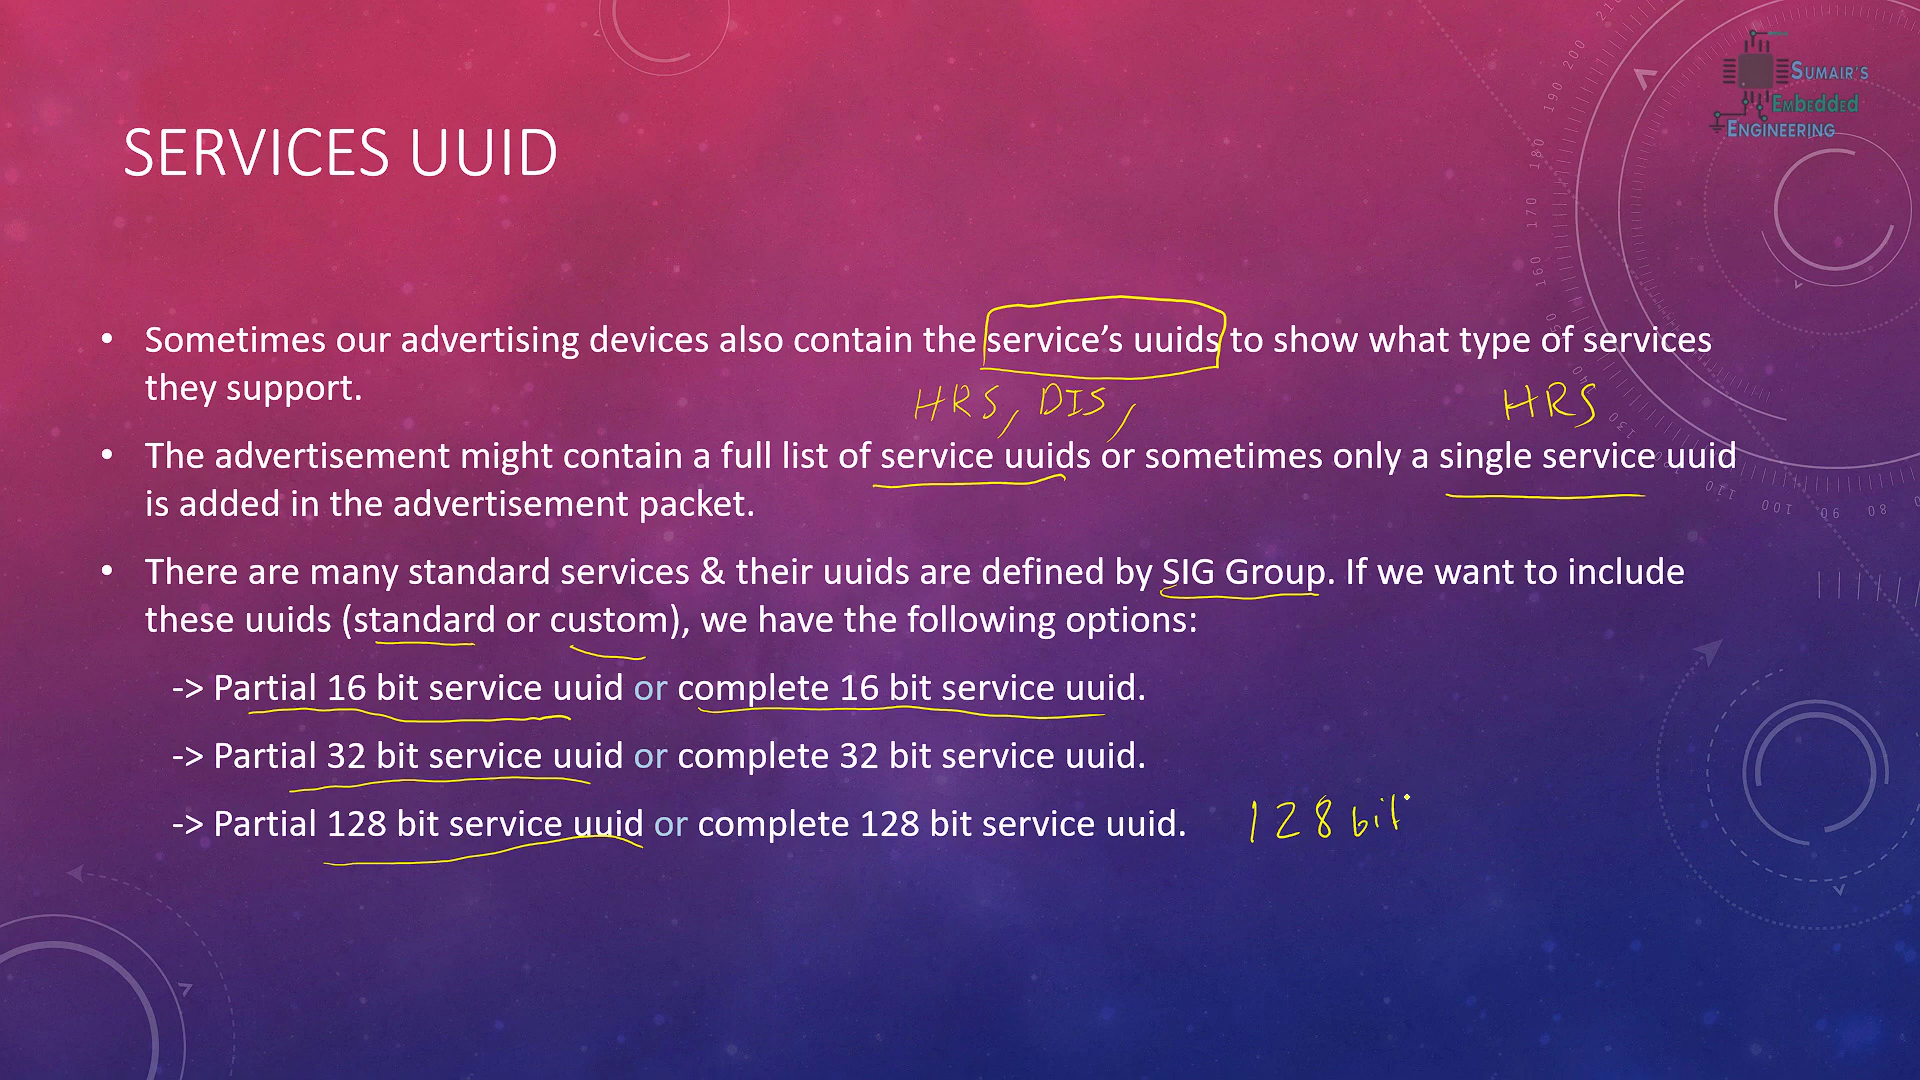 SUMAIR'S
EMBEDDED
ENGINEERING
SERVICES UUID
• Sometimes our advertising devices also contain the service’s uuids to show what type of services
they support.
HRS, DIS, HRS
• The advertisement might contain a full list of service uuids or sometimes only a single service uuid
is added in the advertisement packet.
• There are many standard services & their uuids are defined by SIG Group. If we want to include
these uuids (standard or custom), we have the following options:
-> Partial 16 bit service uuid or complete 16 bit service uuid.
-> Partial 32 bit service uuid or complete 32 bit service uuid.
-> Partial 128 bit service uuid or complete 128 bit service uuid. 128 bit